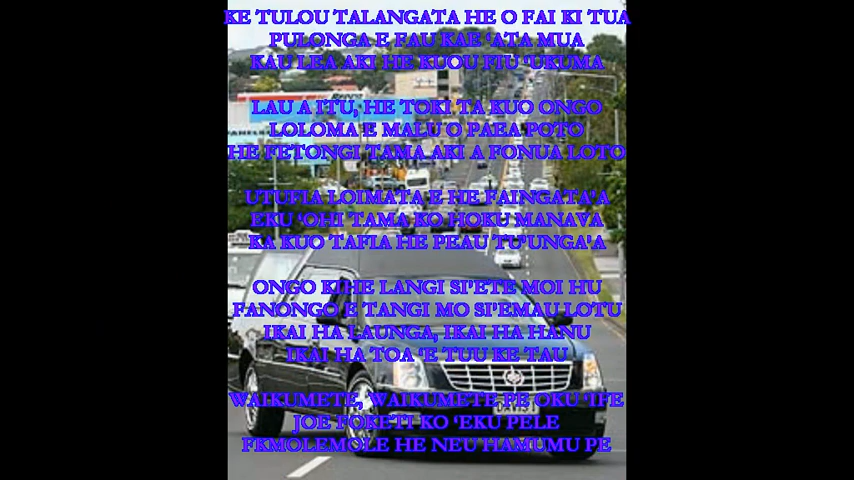 KE TULOU TALANGATA HE O FAI KI TUA
PULONGA E FAU KAE 'ATA MUA
KAU LEA AKI HE KUOU FIU 'UKUMA
LAU A ITU, HE TOKI TA KUO ONGO
LOLOMA E MALU O PAEA POTO
HE FETONGI TAMA AKI A FONUA LOTO
UTUFIA LOIMATA E HE FAINGATA'A
EKU 'OHI TAMA KO HOKU MANAVA
KA KUO TAFIA HE PEAU TU'UNGA'A
ONGO KIHE LANGI SI'ETE MOI HU
FANONGO E TANGI MO SI'EMAU LOTU
IKAI HA LAUNGA, IKAI HA HANU
IKAI HA TOA 'E TUU KE TAU
WAIKUMETE, WAIKUMETE PE OKU 'IFE
JOE FOKETI KO 'EKU PELE
FKMOLEMOLE HE NEU HAMUMU PE